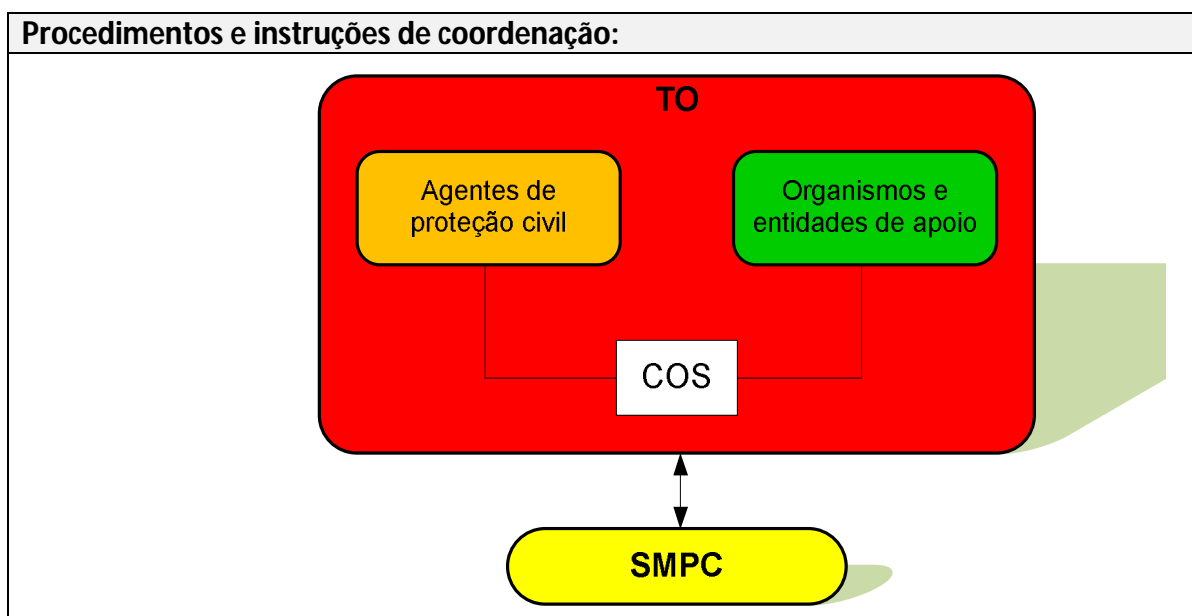 Procedimentos e instruções de coordenação:
TO
Agentes de
proteção civil
Organismos e
entidades de apoio
COS
SMPC